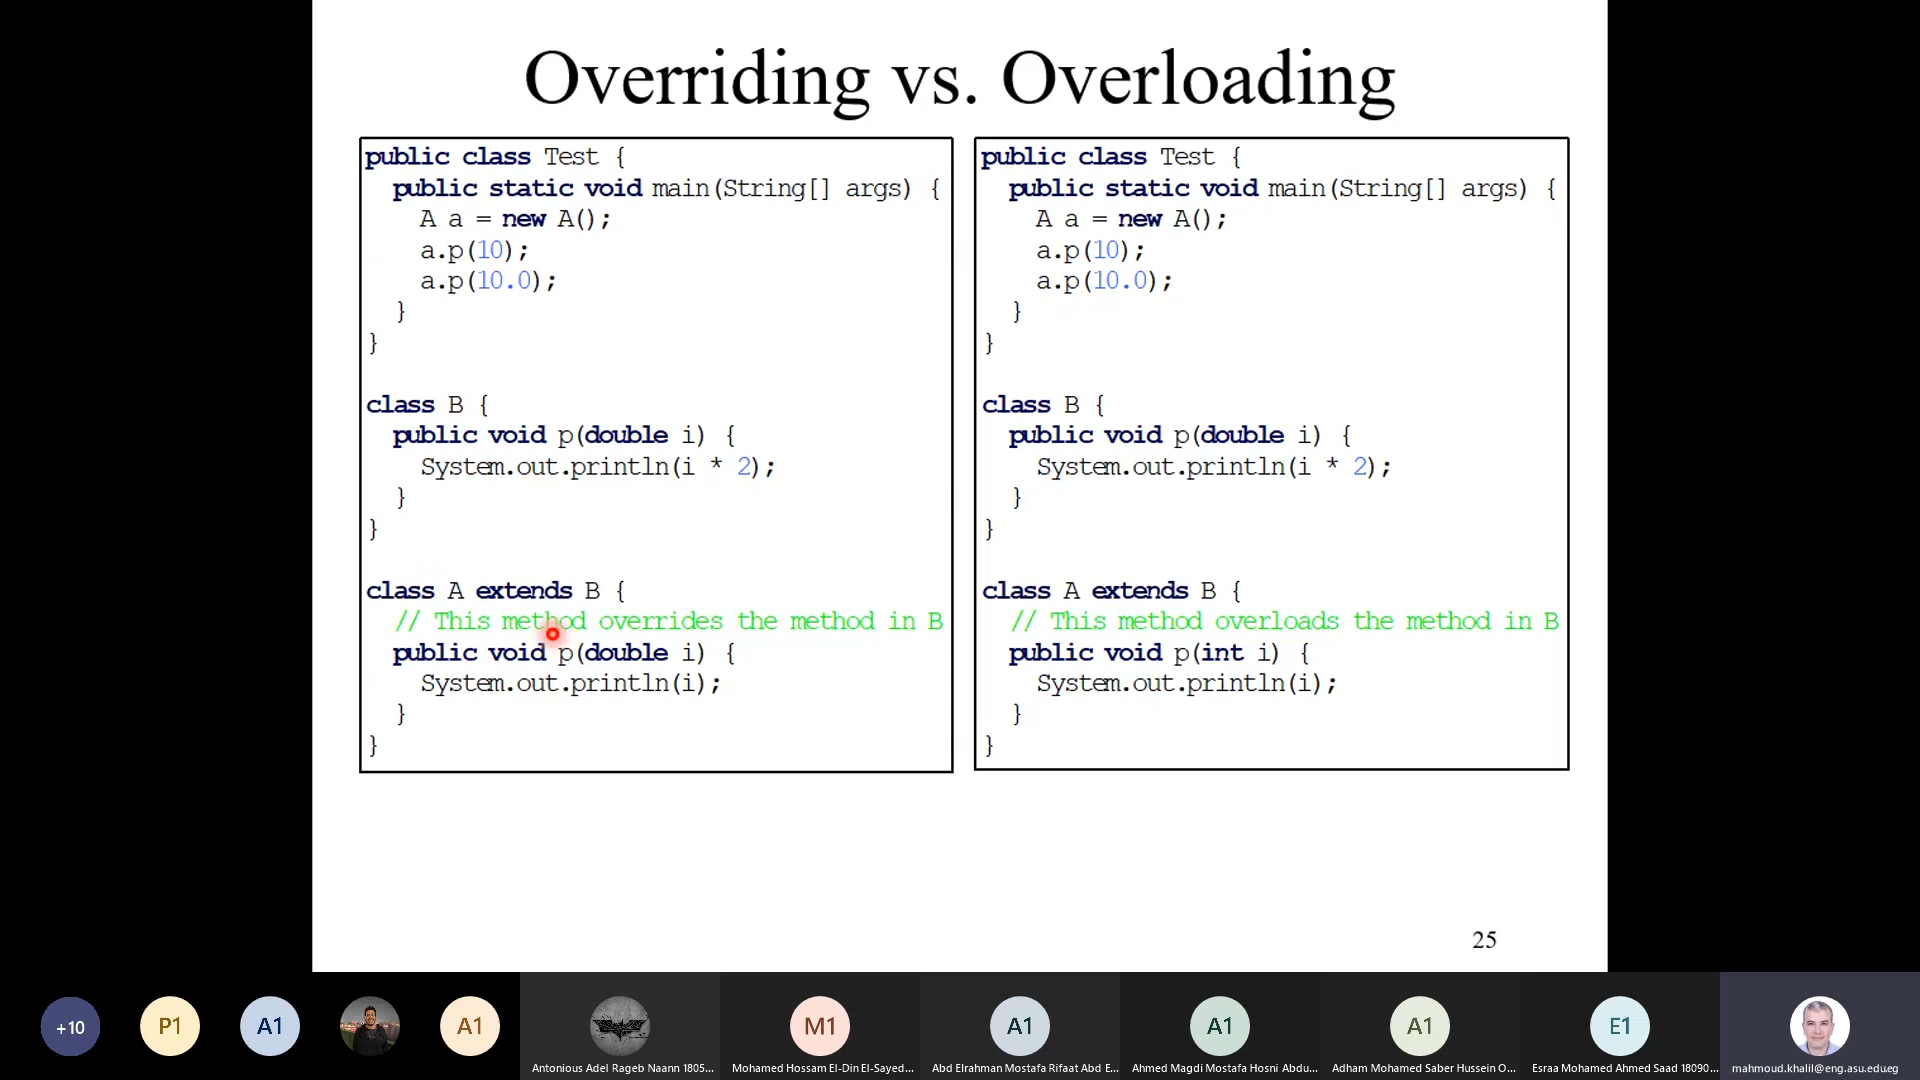 Overriding vs. Overloading
public class Test {
public static void main(String[] args) {
A a = new A();
a.p(10);
a.p(10.0);
}
}
class B {
public void p(double i) {
System.out.println(i * 2);
}
}
class A extends B {
// This method overrides the method in B
public void p(double i) {
System.out.println(i);
}
}
public class Test {
public static void main(String[] args) {
A a = new A();
a.p(10);
a.p(10.0);
}
}
class B {
public void p(double i) {
System.out.println(i * 2);
}
}
class A extends B {
// This method overloads the method in B
public void p(int i) {
System.out.println(i);
}
}
25
+10
P1
A1
A1
M1
A1
A1
A1
E1
Antonious Adel Rageb Naann 1805...
Mohamed Hossam El-Din El-Sayed...
Abd Elrahman Mostafa Rifaat Abd E...
Ahmed Magdi Mostafa Hosni Abdu...
Adham Mohamed Saber Hussein O...
Esraa Mohamed Ahmed Saad 18090...
mahmoud.khalil@eng.asu.edu.eg